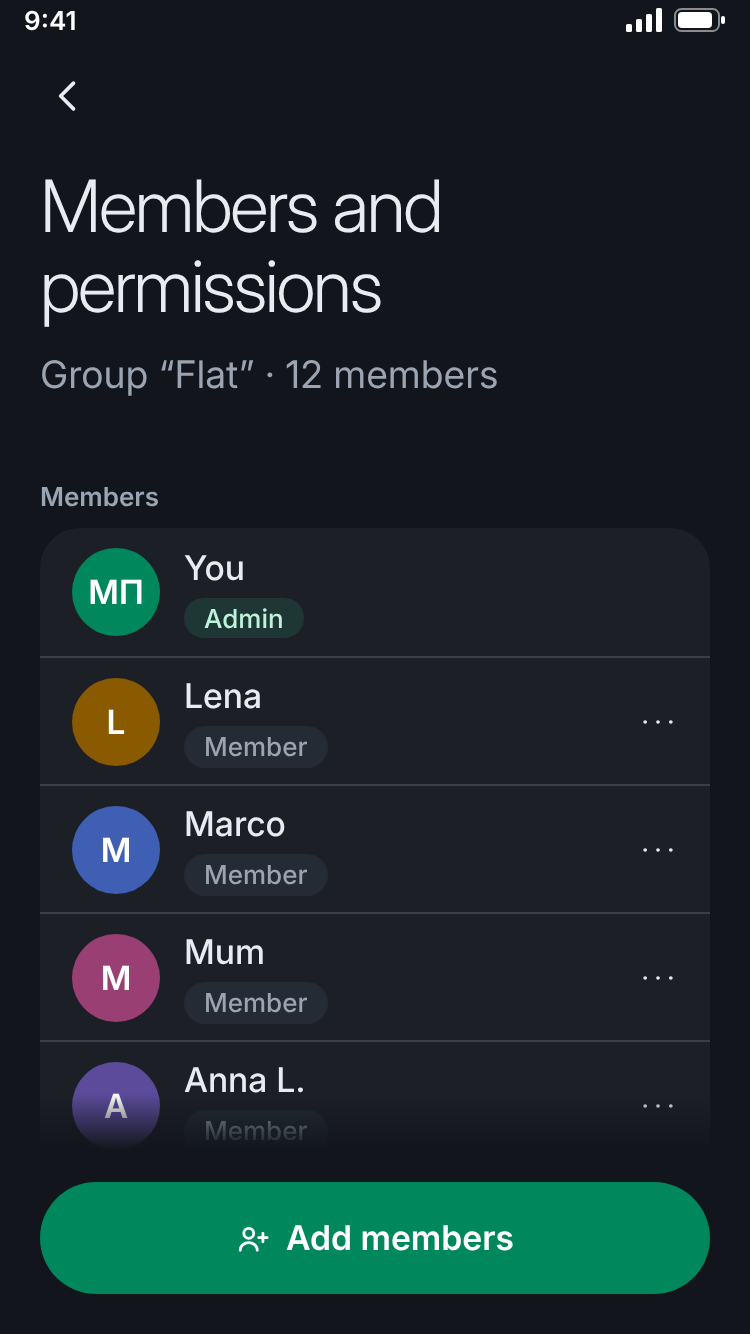 9:41
Members and
permissions
Group “Flat” · 12 members
Members
МП
You
Admin
L
Lena
Member
M
Marco
Member
M
Mum
Member
A
Anna L.
Member
Add members